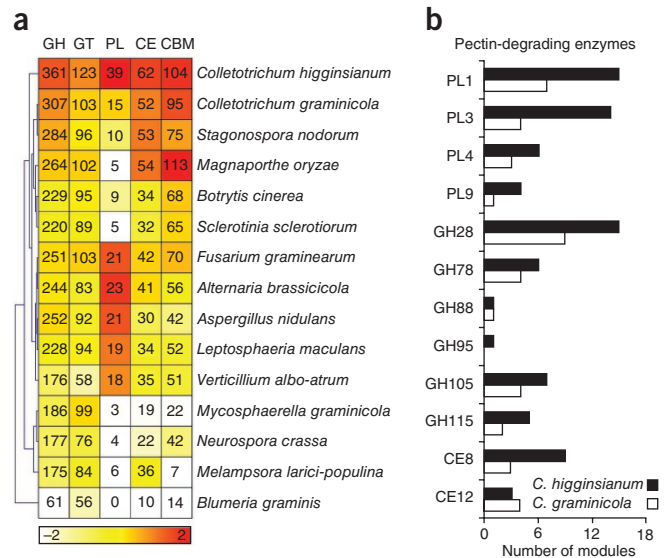 a
GH GT PL CE CBM
361 123 39 62 104 Colletotrichum higginsianum
307 103 15 52 95 Colletotrichum graminicola
284 96 10 53 75 Stagonospora nodorum
264 102 5 54 113 Magnaporthe oryzae
229 95 9 34 68 Botrytis cinerea
220 89 5 32 65 Sclerotinia sclerotiorum
251 103 21 42 70 Fusarium graminearum
244 83 23 41 56 Alternaria brassicicola
252 92 21 30 42 Aspergillus nidulans
228 94 19 34 52 Leptosphaeria maculans
176 58 18 35 51 Verticillium albo-atrum
186 99 3 19 22 Mycosphaerella graminicola
177 76 4 22 42 Neurospora crassa
175 84 6 36 7 Melampsora larici-populina
61 56 0 10 14 Blumeria graminis
–2 2
b
Pectin-degrading enzymes
PL1
PL3
PL4
PL9
GH28
GH78
GH88
GH95
GH105
GH115
CE8
CE12
C. higginsianum
C. graminicola
0 6 12 18
Number of modules